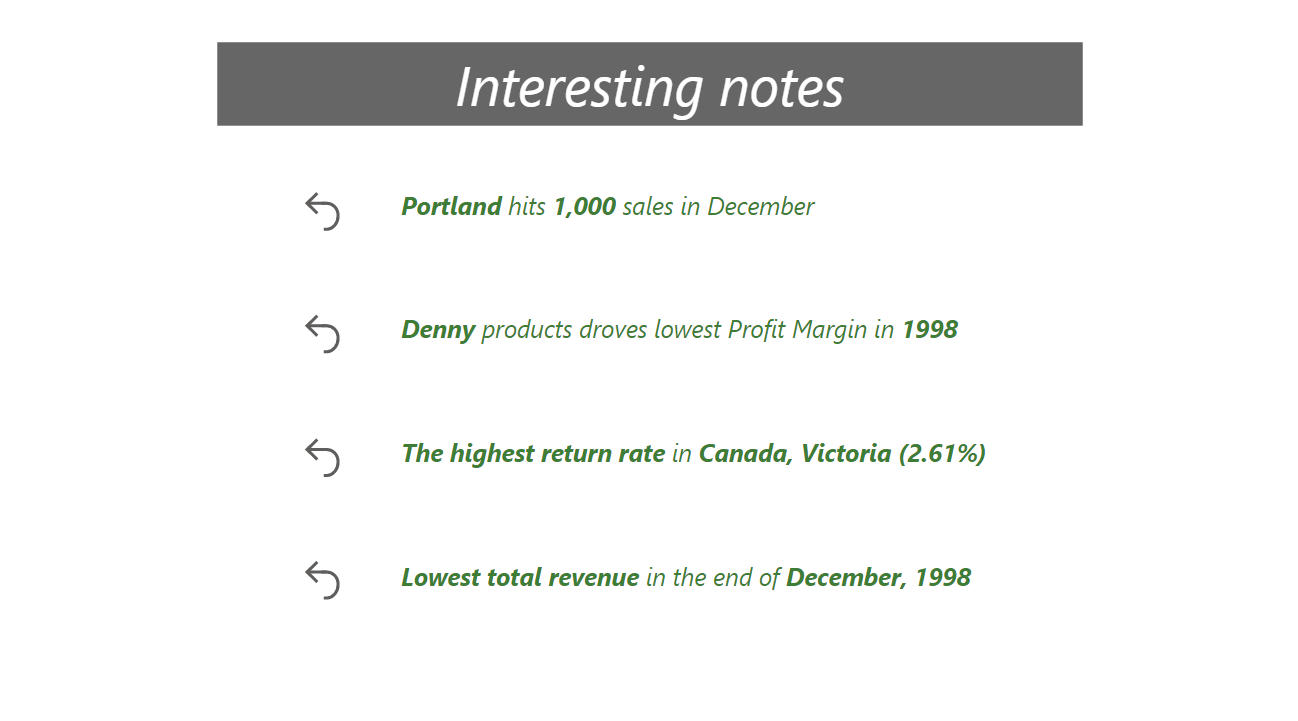 Interesting notes
Portland hits 1,000 sales in December
Denny products droves lowest Profit Margin in 1998
The highest return rate in Canada, Victoria (2.61%)
Lowest total revenue in the end of December, 1998